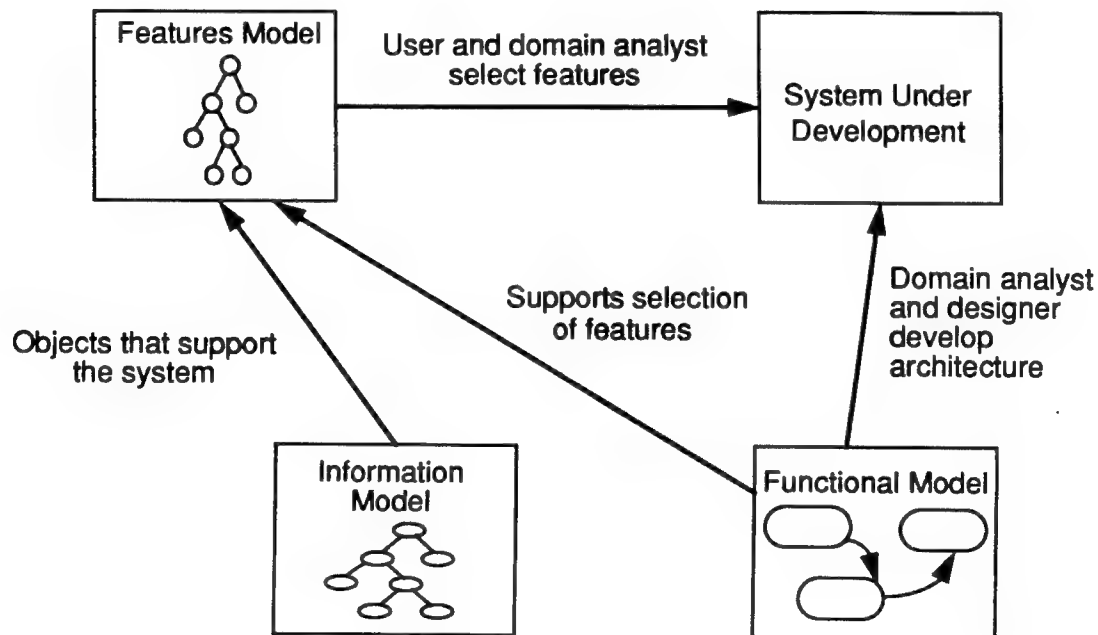 Features Model
User and domain analyst
select features
System Under
Development
Objects that support
the system
Supports selection
of features
Domain analyst
and designer
develop
architecture
Information
Model
Functional Model